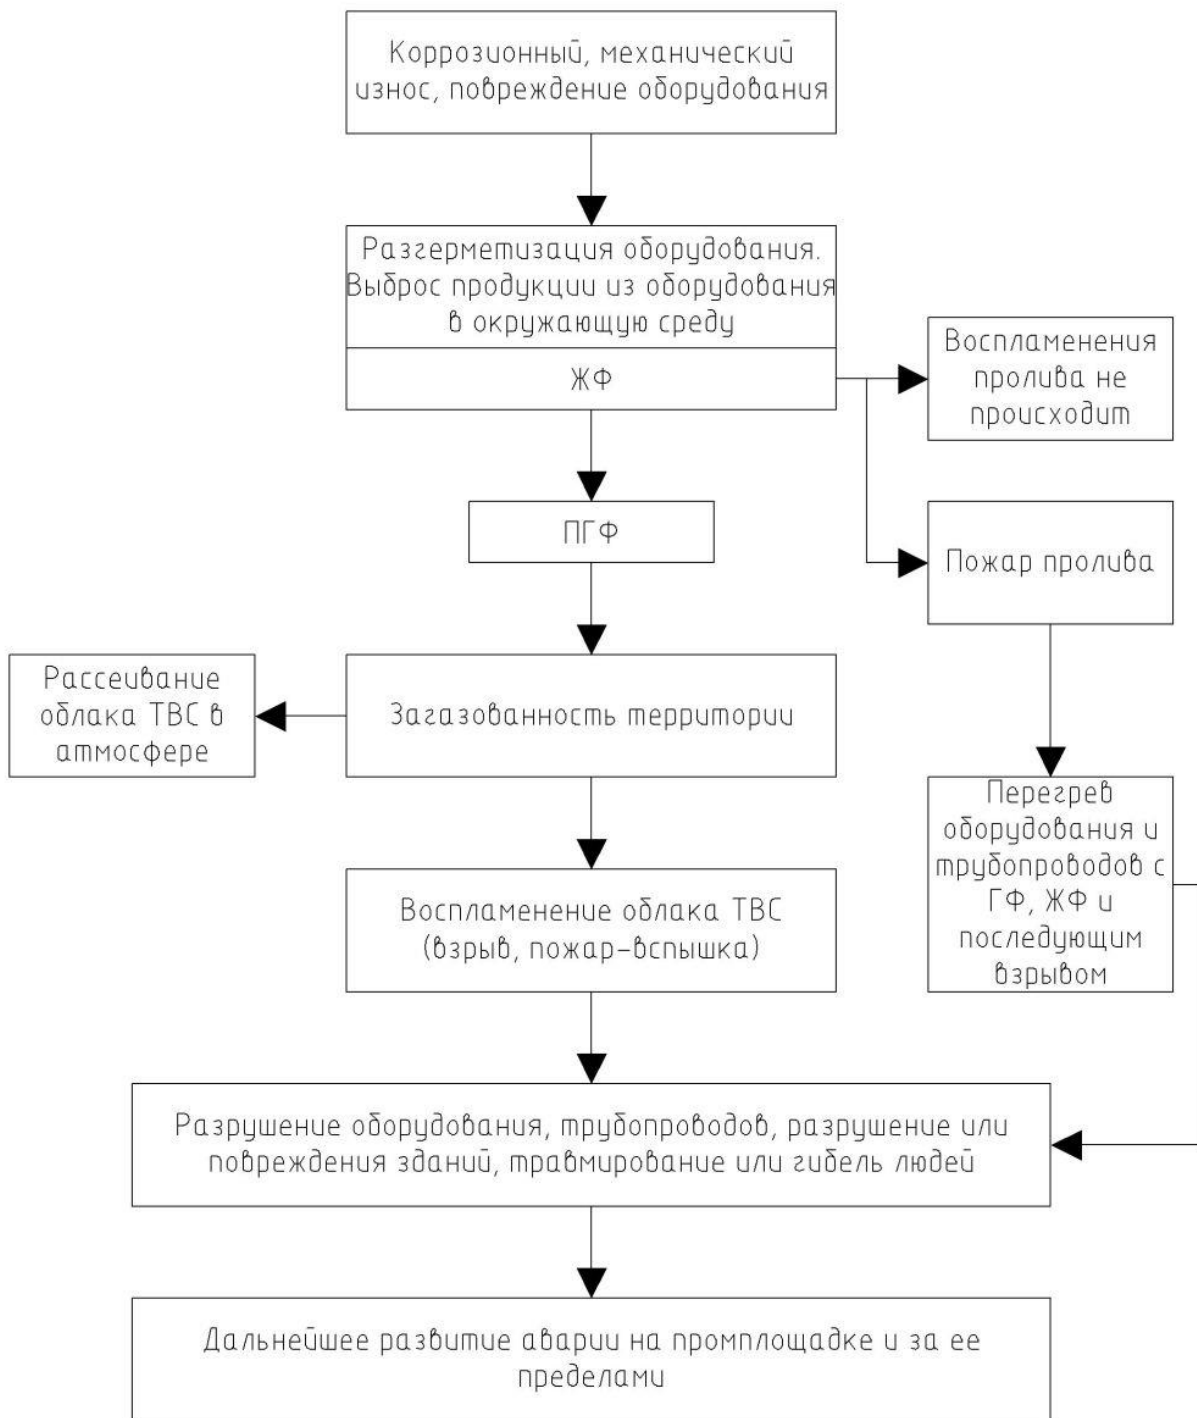 Коррозионный, механический
износ, повреждение оборудования
Разгерметизация оборудования.
Выброс продукции из оборудования
в окружающую среду
ЖФ
Воспламенения
пролива не
происходит
ПГФ
Пожар пролива
Рассеивание
облака ТВС в
атмосфере
Загазованность территории
Перегрев
оборудования и
трубопроводов с
ГФ, ЖФ и
последующим
взрывом
Воспламенение облака ТВС
(взрыв, пожар-вспышка)
Разрушение оборудования, трубопроводов, разрушение или
повреждения зданий, травмирование или гибель людей
Дальнейшее развитие аварии на промплощадке и за ее
пределами